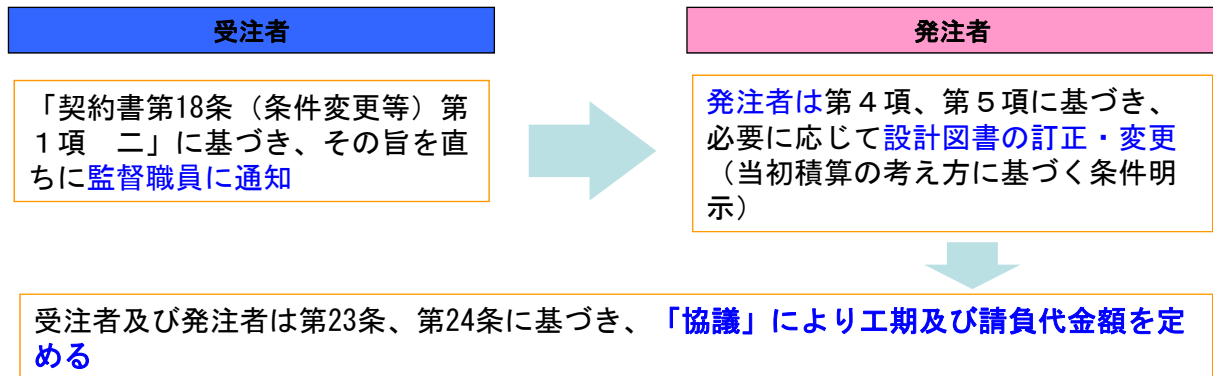 受注者
発注者
「契約書第18条（条件変更等）第
１項　二」に基づき、その旨を直
ちに監督職員に通知
発注者は第４項、第５項に基づき、
必要に応じて設計図書の訂正・変更
（当初積算の考え方に基づく条件明
示）
受注者及び発注者は第23条、第24条に基づき、「協議」により工期及び請負代金額を定
める